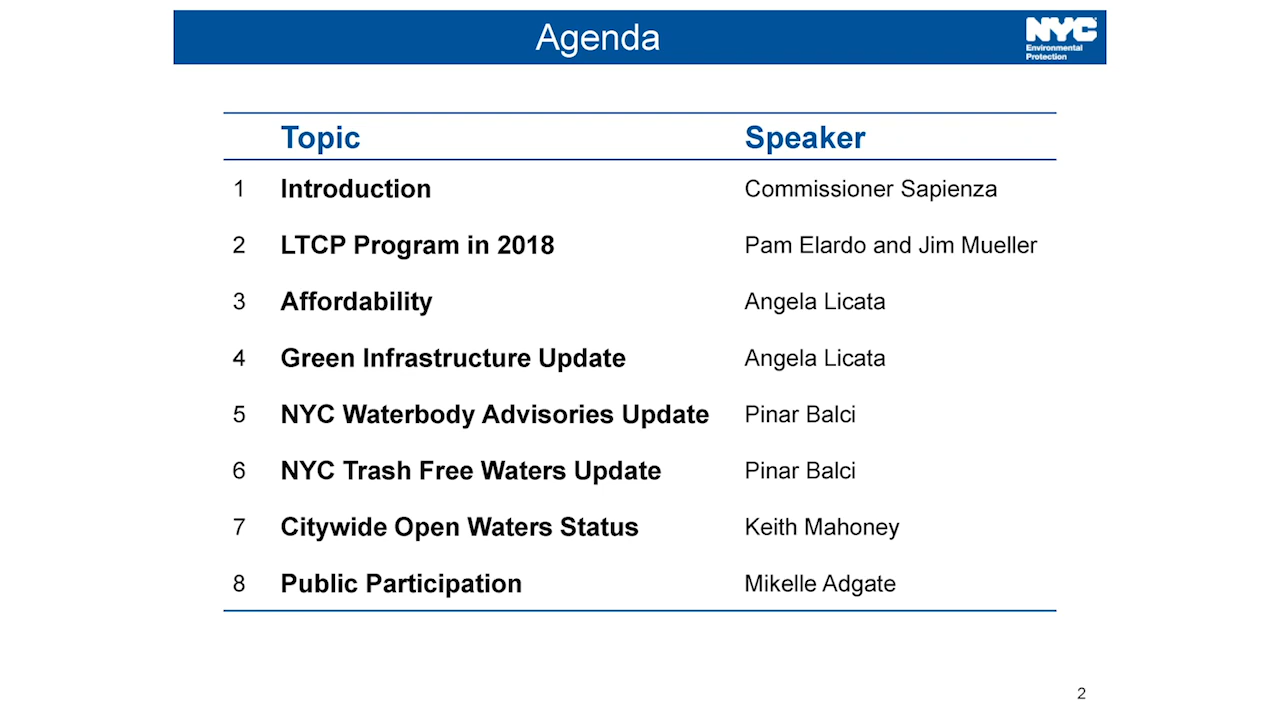 Agenda
NYC
Environmental
Protection
Topic Speaker
1 Introduction Commissioner Sapienza
2 LTCP Program in 2018 Pam Elardo and Jim Mueller
3 Affordability Angela Licata
4 Green Infrastructure Update Angela Licata
5 NYC Waterbody Advisories Update Pinar Balci
6 NYC Trash Free Waters Update Pinar Balci
7 Citywide Open Waters Status Keith Mahoney
8 Public Participation Mikelle Adgate
2